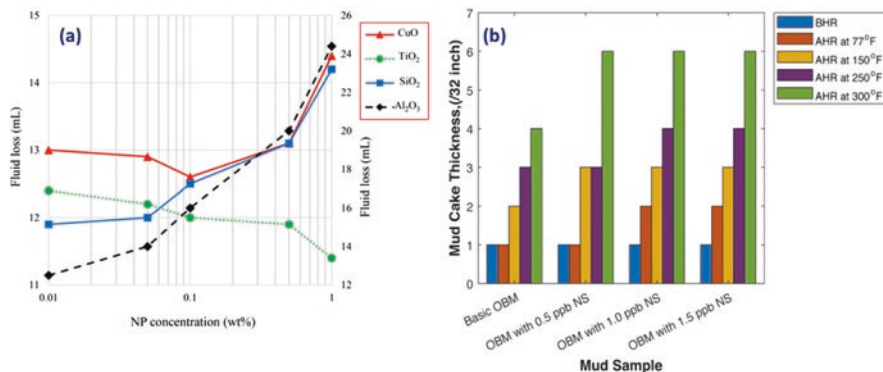 (a)
15
14
13
12
11
Fluid loss (mL)
26
24
22
20
18
16
14
12
Fluid loss (mL)
0.01
0.1
1
NP concentration (wt%)
CuO
TiO₂
SiO₂
Al₂O₃
(b)
7
6
5
4
3
2
1
0
Mud Cake Thickness,(/32 inch)
Basic OBM
OBM with 0.5 ppb NS
OBM with 1.0 ppb NS
OBM with 1.5 ppb NS
Mud Sample
BHR
AHR at 77°F
AHR at 150°F
AHR at 250°F
AHR at 300°F